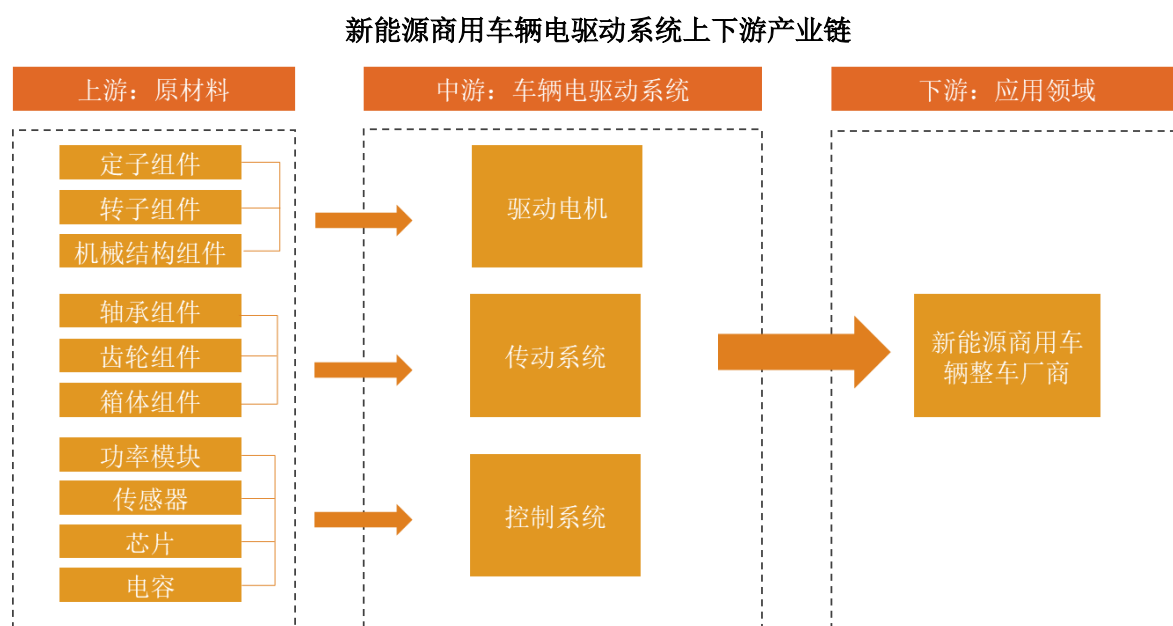 新能源商用车辆电驱动系统上下游产业链
上游：原材料
中游：车辆电驱动系统
下游：应用领域
定子组件
转子组件
机械结构组件
轴承组件
齿轮组件
箱体组件
功率模块
传感器
芯片
电容
驱动电机
传动系统
控制系统
新能源商用车
辆整车厂商